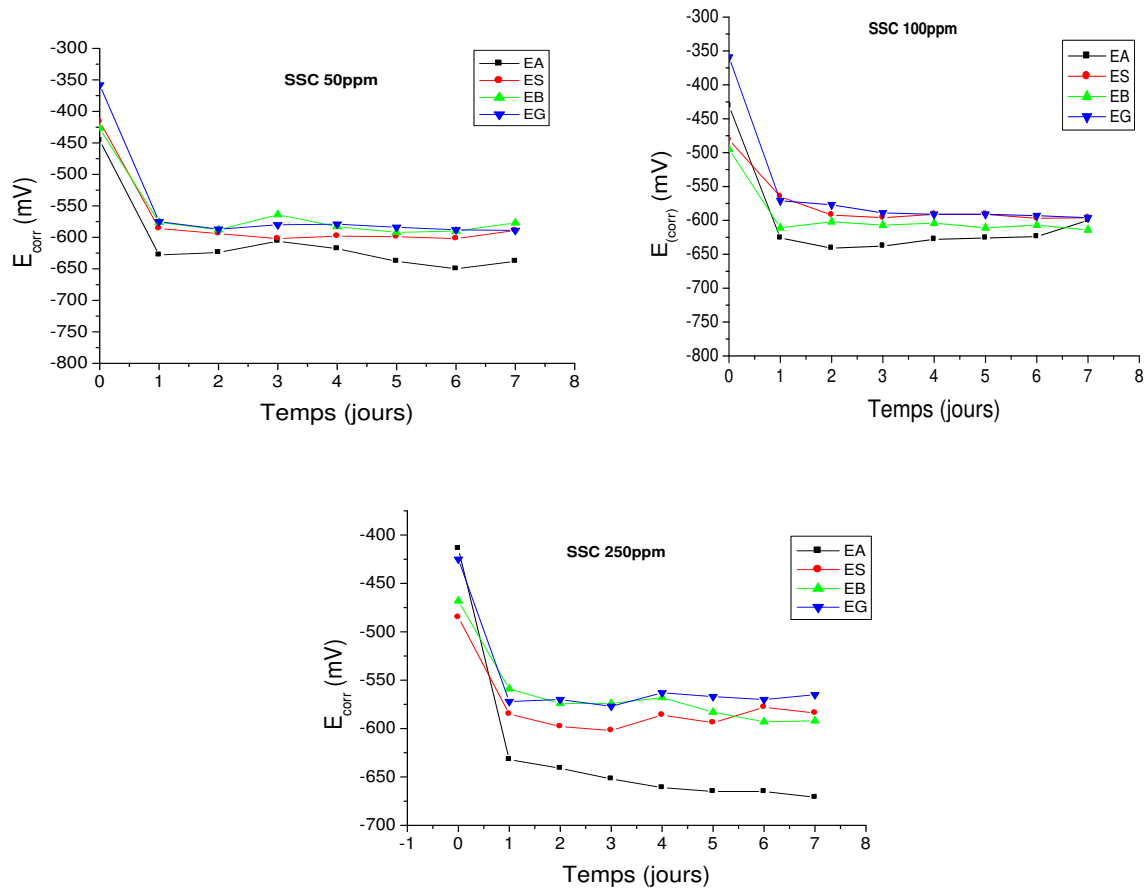 SSC 50ppm
EA
ES
EB
EG
-300
-350
-400
-450
-500
-550
-600
-650
-700
-750
-800
E_corr (mV)
0 1 2 3 4 5 6 7 8
Temps (jours)
SSC 100ppm
EA
ES
EB
EG
-300
-350
-400
-450
-500
-550
-600
-650
-700
-750
-800
E_(corr) (mV)
0 1 2 3 4 5 6 7 8
Temps (jours)
SSC 250ppm
EA
ES
EB
EG
-400
-450
-500
-550
-600
-650
-700
E_corr (mV)
-1 0 1 2 3 4 5 6 7 8
Temps (jours)